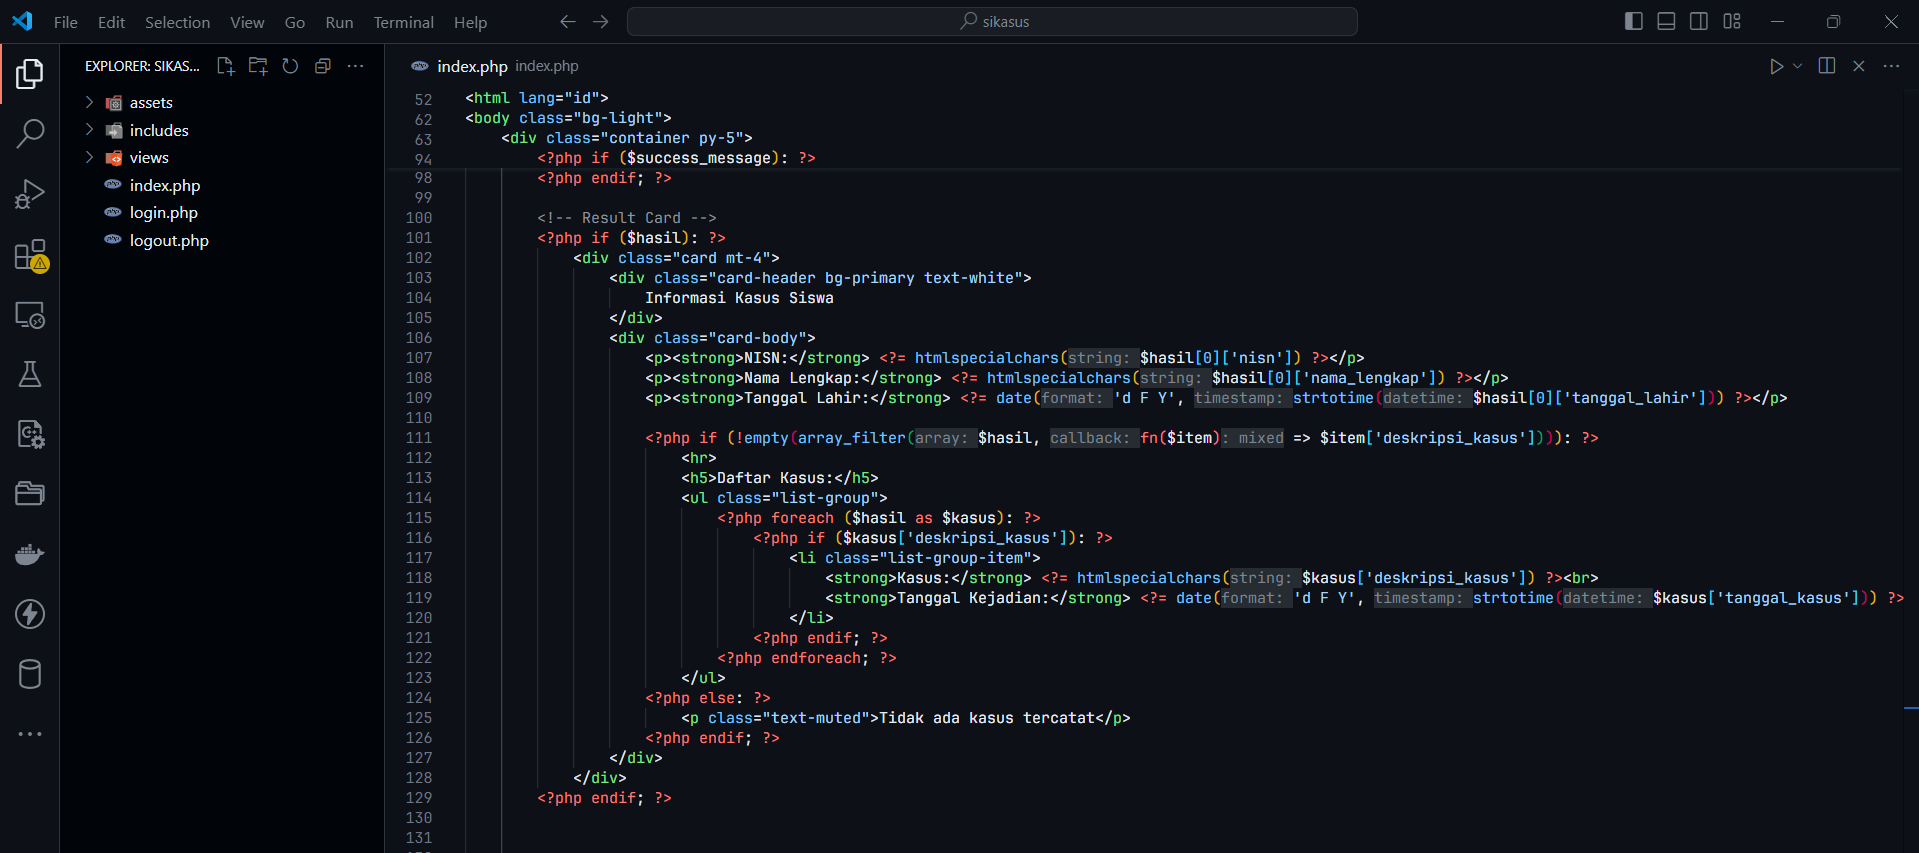 File Edit Selection View Go Run Terminal Help
sikasus
EXPLORER: SIKAS...
assets
includes
views
index.php
login.php
logout.php
index.php index.php
52 <html lang="id">
62 <body class="bg-light">
63 <div class="container py-5">
94 <?php if ($success_message): ?>
98 <?php endif; ?>
99
100 <!-- Result Card -->
101 <?php if ($hasil): ?>
102 <div class="card mt-4">
103 <div class="card-header bg-primary text-white">
104 Informasi Kasus Siswa
105 </div>
106 <div class="card-body">
107 <p><strong>NISN:</strong> <?= htmlspecialchars(string: $hasil[0]['nisn']) ?></p>
108 <p><strong>Nama Lengkap:</strong> <?= htmlspecialchars(string: $hasil[0]['nama_lengkap']) ?></p>
109 <p><strong>Tanggal Lahir:</strong> <?= date(format: 'd F Y', timestamp: strtotime(datetime: $hasil[0]['tanggal_lahir'])) ?></p>
110
111 <?php if (!empty(array_filter(array: $hasil, callback: fn($item): mixed => $item['deskripsi_kasus']))): ?>
112 <hr>
113 <h5>Daftar Kasus:</h5>
114 <ul class="list-group">
115 <?php foreach ($hasil as $kasus): ?>
116 <?php if ($kasus['deskripsi_kasus']): ?>
117 <li class="list-group-item">
118 <strong>Kasus:</strong> <?= htmlspecialchars(string: $kasus['deskripsi_kasus']) ?><br>
119 <strong>Tanggal Kejadian:</strong> <?= date(format: 'd F Y', timestamp: strtotime(datetime: $kasus['tanggal_kasus'])) ?>
120 </li>
121 <?php endif; ?>
122 <?php endforeach; ?>
123 </ul>
124 <?php else: ?>
125 <p class="text-muted">Tidak ada kasus tercatat</p>
126 <?php endif; ?>
127 </div>
128 </div>
129 <?php endif; ?>
130
131